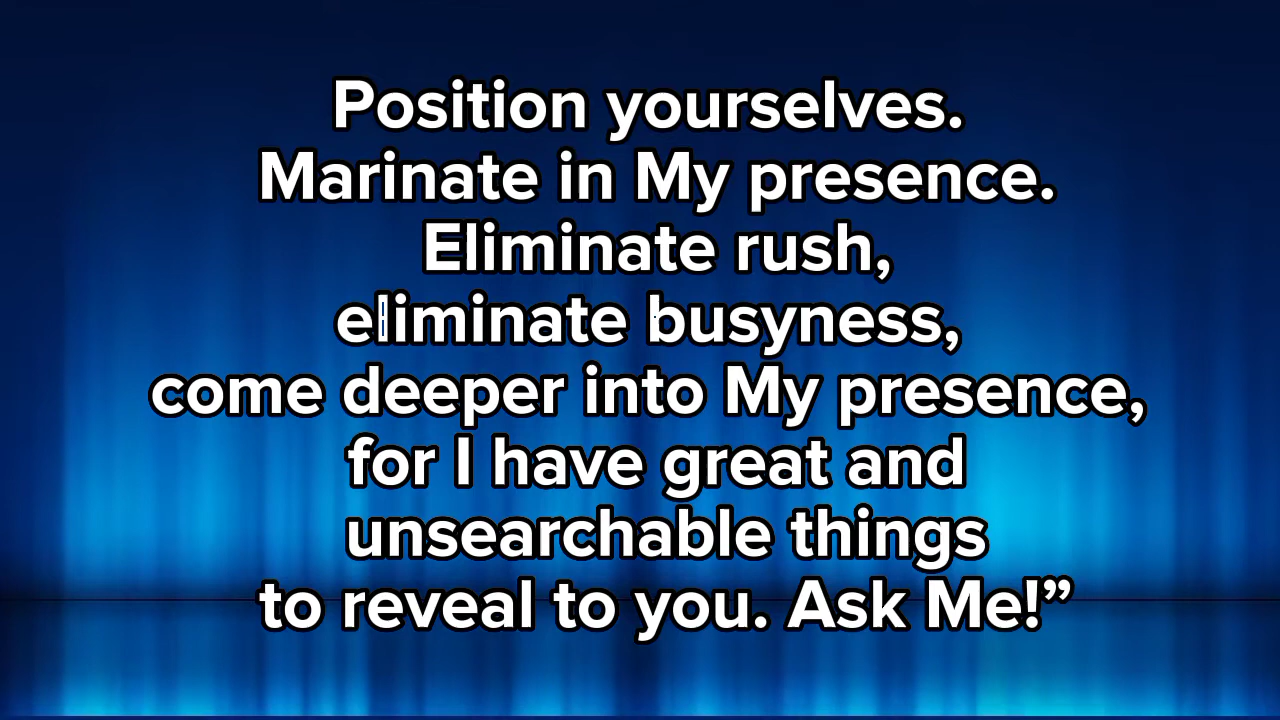 Position yourselves.
Marinate in My presence.
Eliminate rush,
eliminate busyness,
come deeper into My presence,
for I have great and
unsearchable things
to reveal to you. Ask Me!”